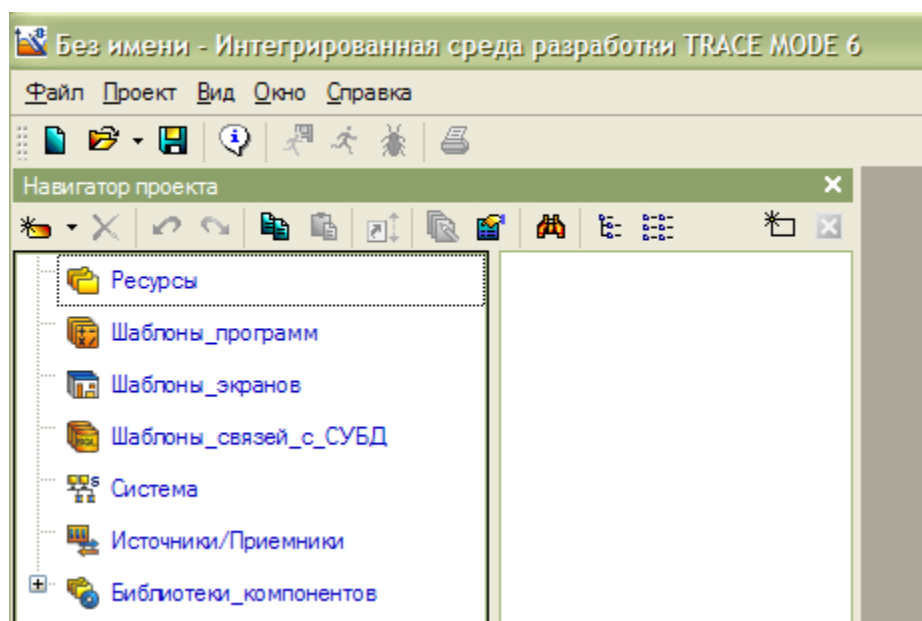 Без имени - Интегрированная среда разработки TRACE MODE 6
Файл Проект Вид Окно Справка
Навигатор проекта
Ресурсы
Шаблоны_программ
Шаблоны_экранов
Шаблоны_связей_с_СУБД
Система
Источники/Приемники
Библиотеки_компонентов